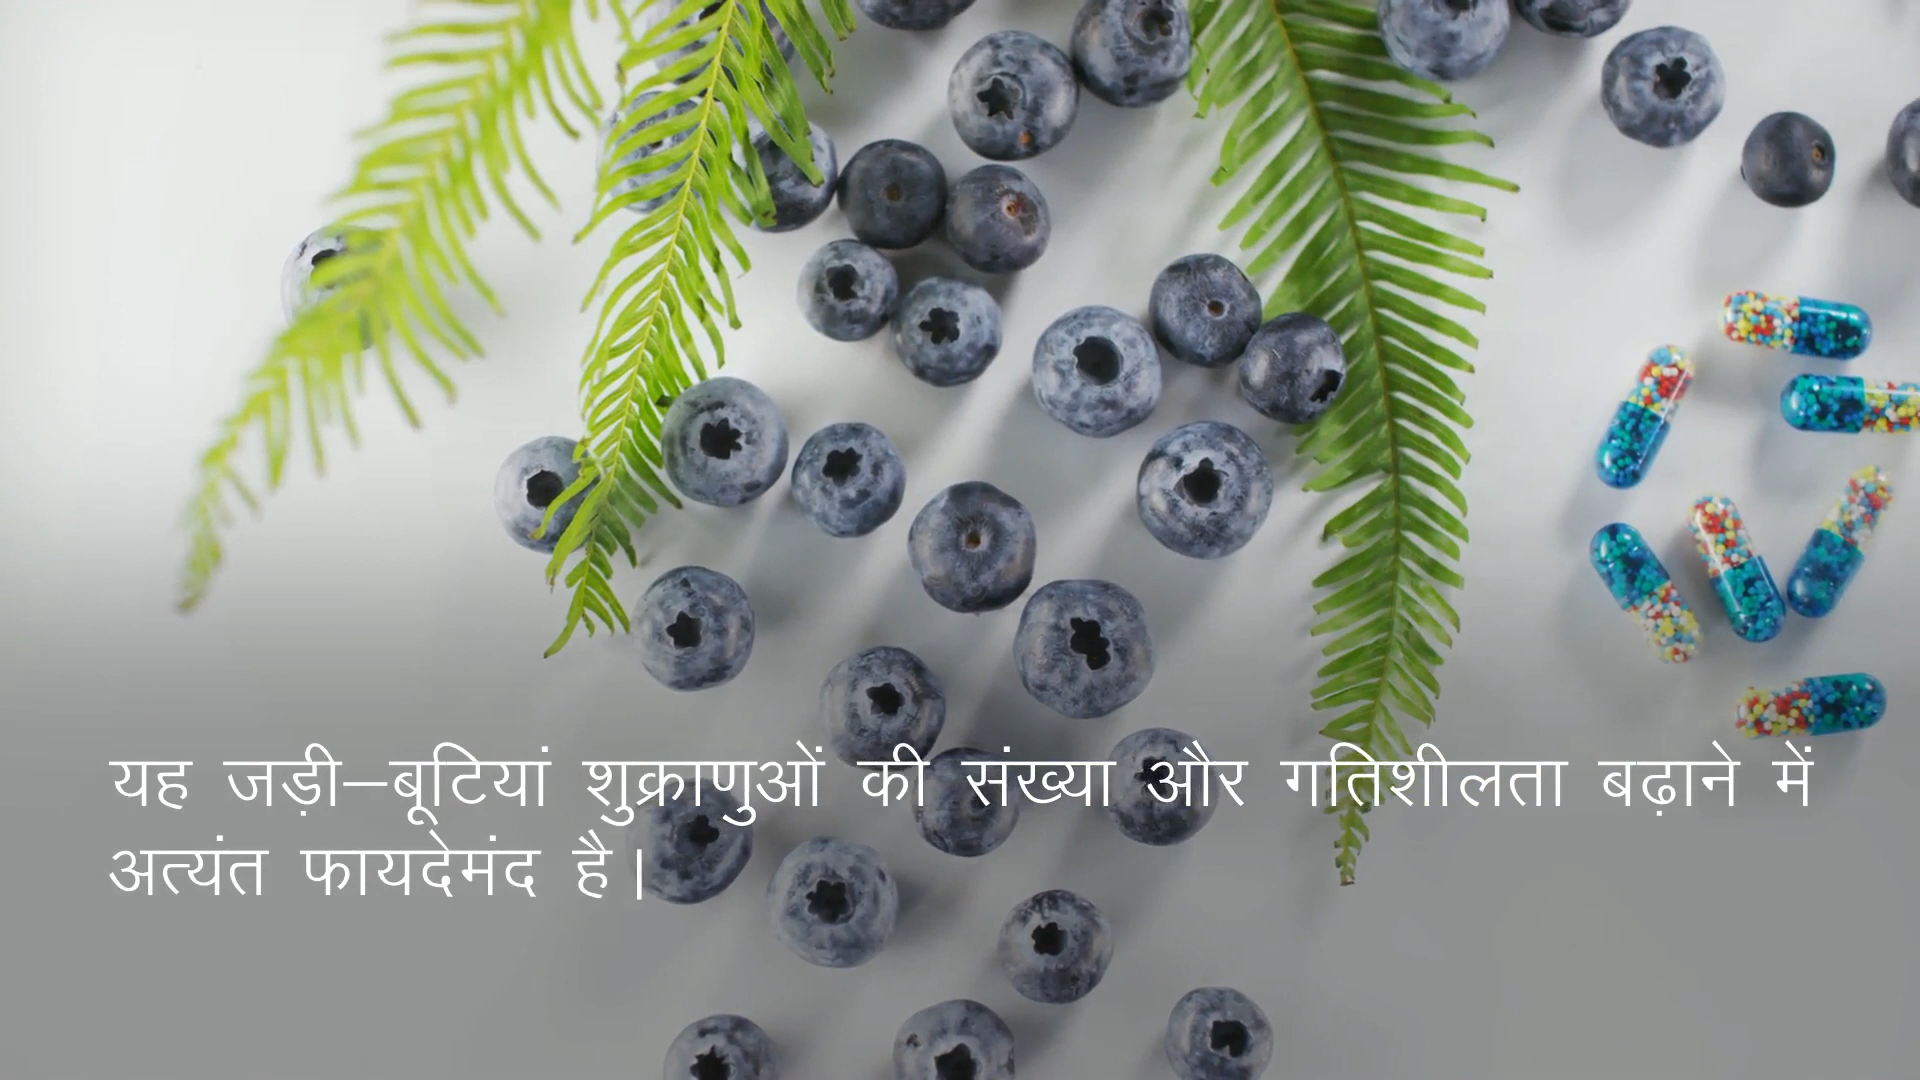 यह जड़ी–बूटियां शुक्राणुओं की संख्या और गतिशीलता बढ़ाने में
अत्यंत फायदेमंद है।